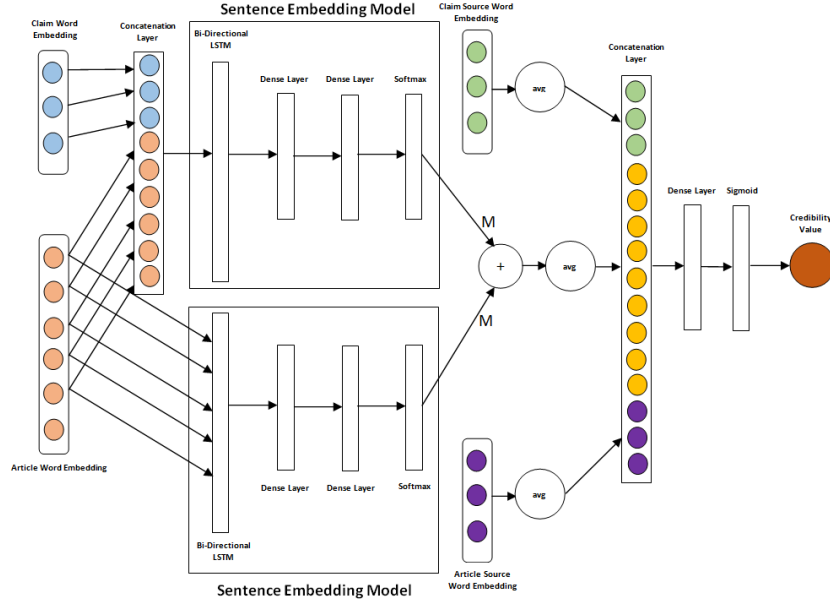 Sentence Embedding Model
Claim Word
Embedding
Concatenation
Layer
Bi-Directional
LSTM
Dense Layer
Dense Layer
Softmax
Claim Source Word
Embedding
avg
Concatenation
Layer
M
+
avg
M
Dense Layer
Sigmoid
Credibility
Value
Article Word Embedding
Dense Layer
Dense Layer
Softmax
Bi-Directional
LSTM
avg
Article Source
Word Embedding
Sentence Embedding Model